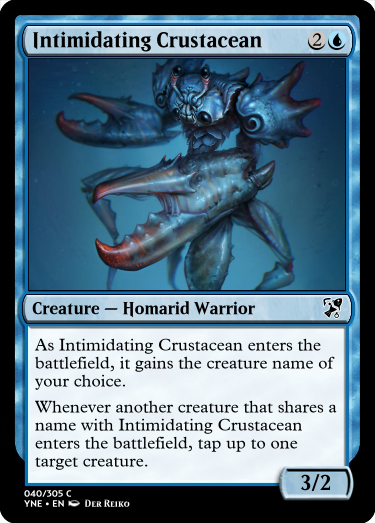 Intimidating Crustacean 2
Creature — Homarid Warrior
As Intimidating Crustacean enters the
battlefield, it gains the creature name of
your choice.
Whenever another creature that shares a
name with Intimidating Crustacean
enters the battlefield, tap up to one
target creature.
3/2
040/305 C
YNE • EN Der Reiko